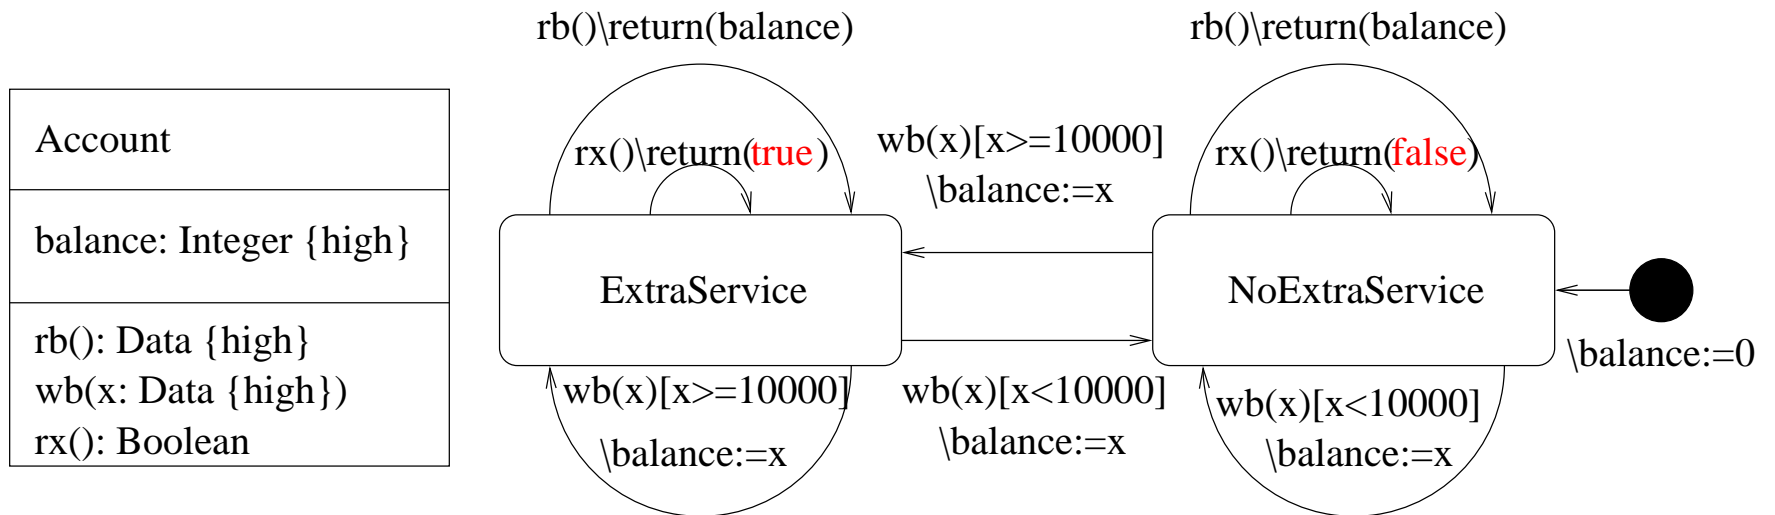 Account
balance: Integer {high}
rb(): Data {high}
wb(x: Data {high})
rx(): Boolean
rb()\return(balance)
rx()\return(true)
ExtraService
wb(x)[x>=10000]
\balance:=x
wb(x)[x>=10000]
\balance:=x
wb(x)[x<10000]
\balance:=x
rb()\return(balance)
rx()\return(false)
NoExtraService
wb(x)[x<10000]
\balance:=x
\balance:=0